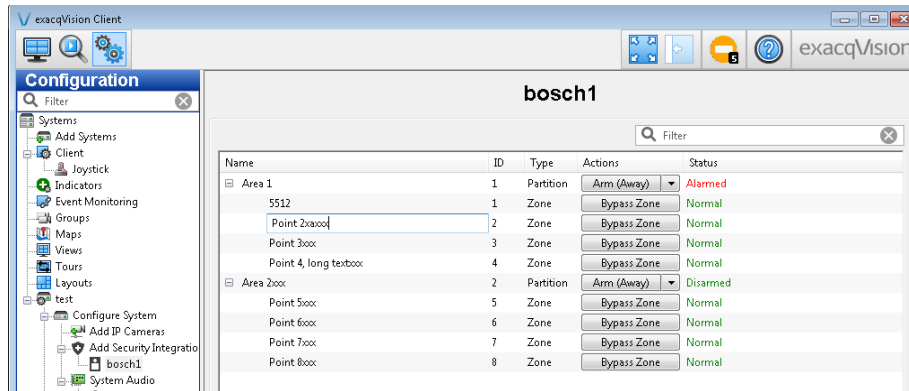 exacqVision Client
5
exacqVision
Configuration
Filter
Systems
Add Systems
Client
Joystick
Indicators
Event Monitoring
Groups
Maps
Views
Tours
Layouts
test
Configure System
Add IP Cameras
Add Security Integratio
bosch1
System Audio
bosch1
Filter
Name ID Type Actions Status
Area 1 1 Partition Arm (Away) Alarmed
5512 1 Zone Bypass Zone Normal
Point 2xaxxx 2 Zone Bypass Zone Normal
Point 3xxx 3 Zone Bypass Zone Normal
Point 4, long textxxx 4 Zone Bypass Zone Normal
Area 2xxx 2 Partition Arm (Away) Disarmed
Point 5xxx 5 Zone Bypass Zone Normal
Point 6xxx 6 Zone Bypass Zone Normal
Point 7xxx 7 Zone Bypass Zone Normal
Point 8xxx 8 Zone Bypass Zone Normal